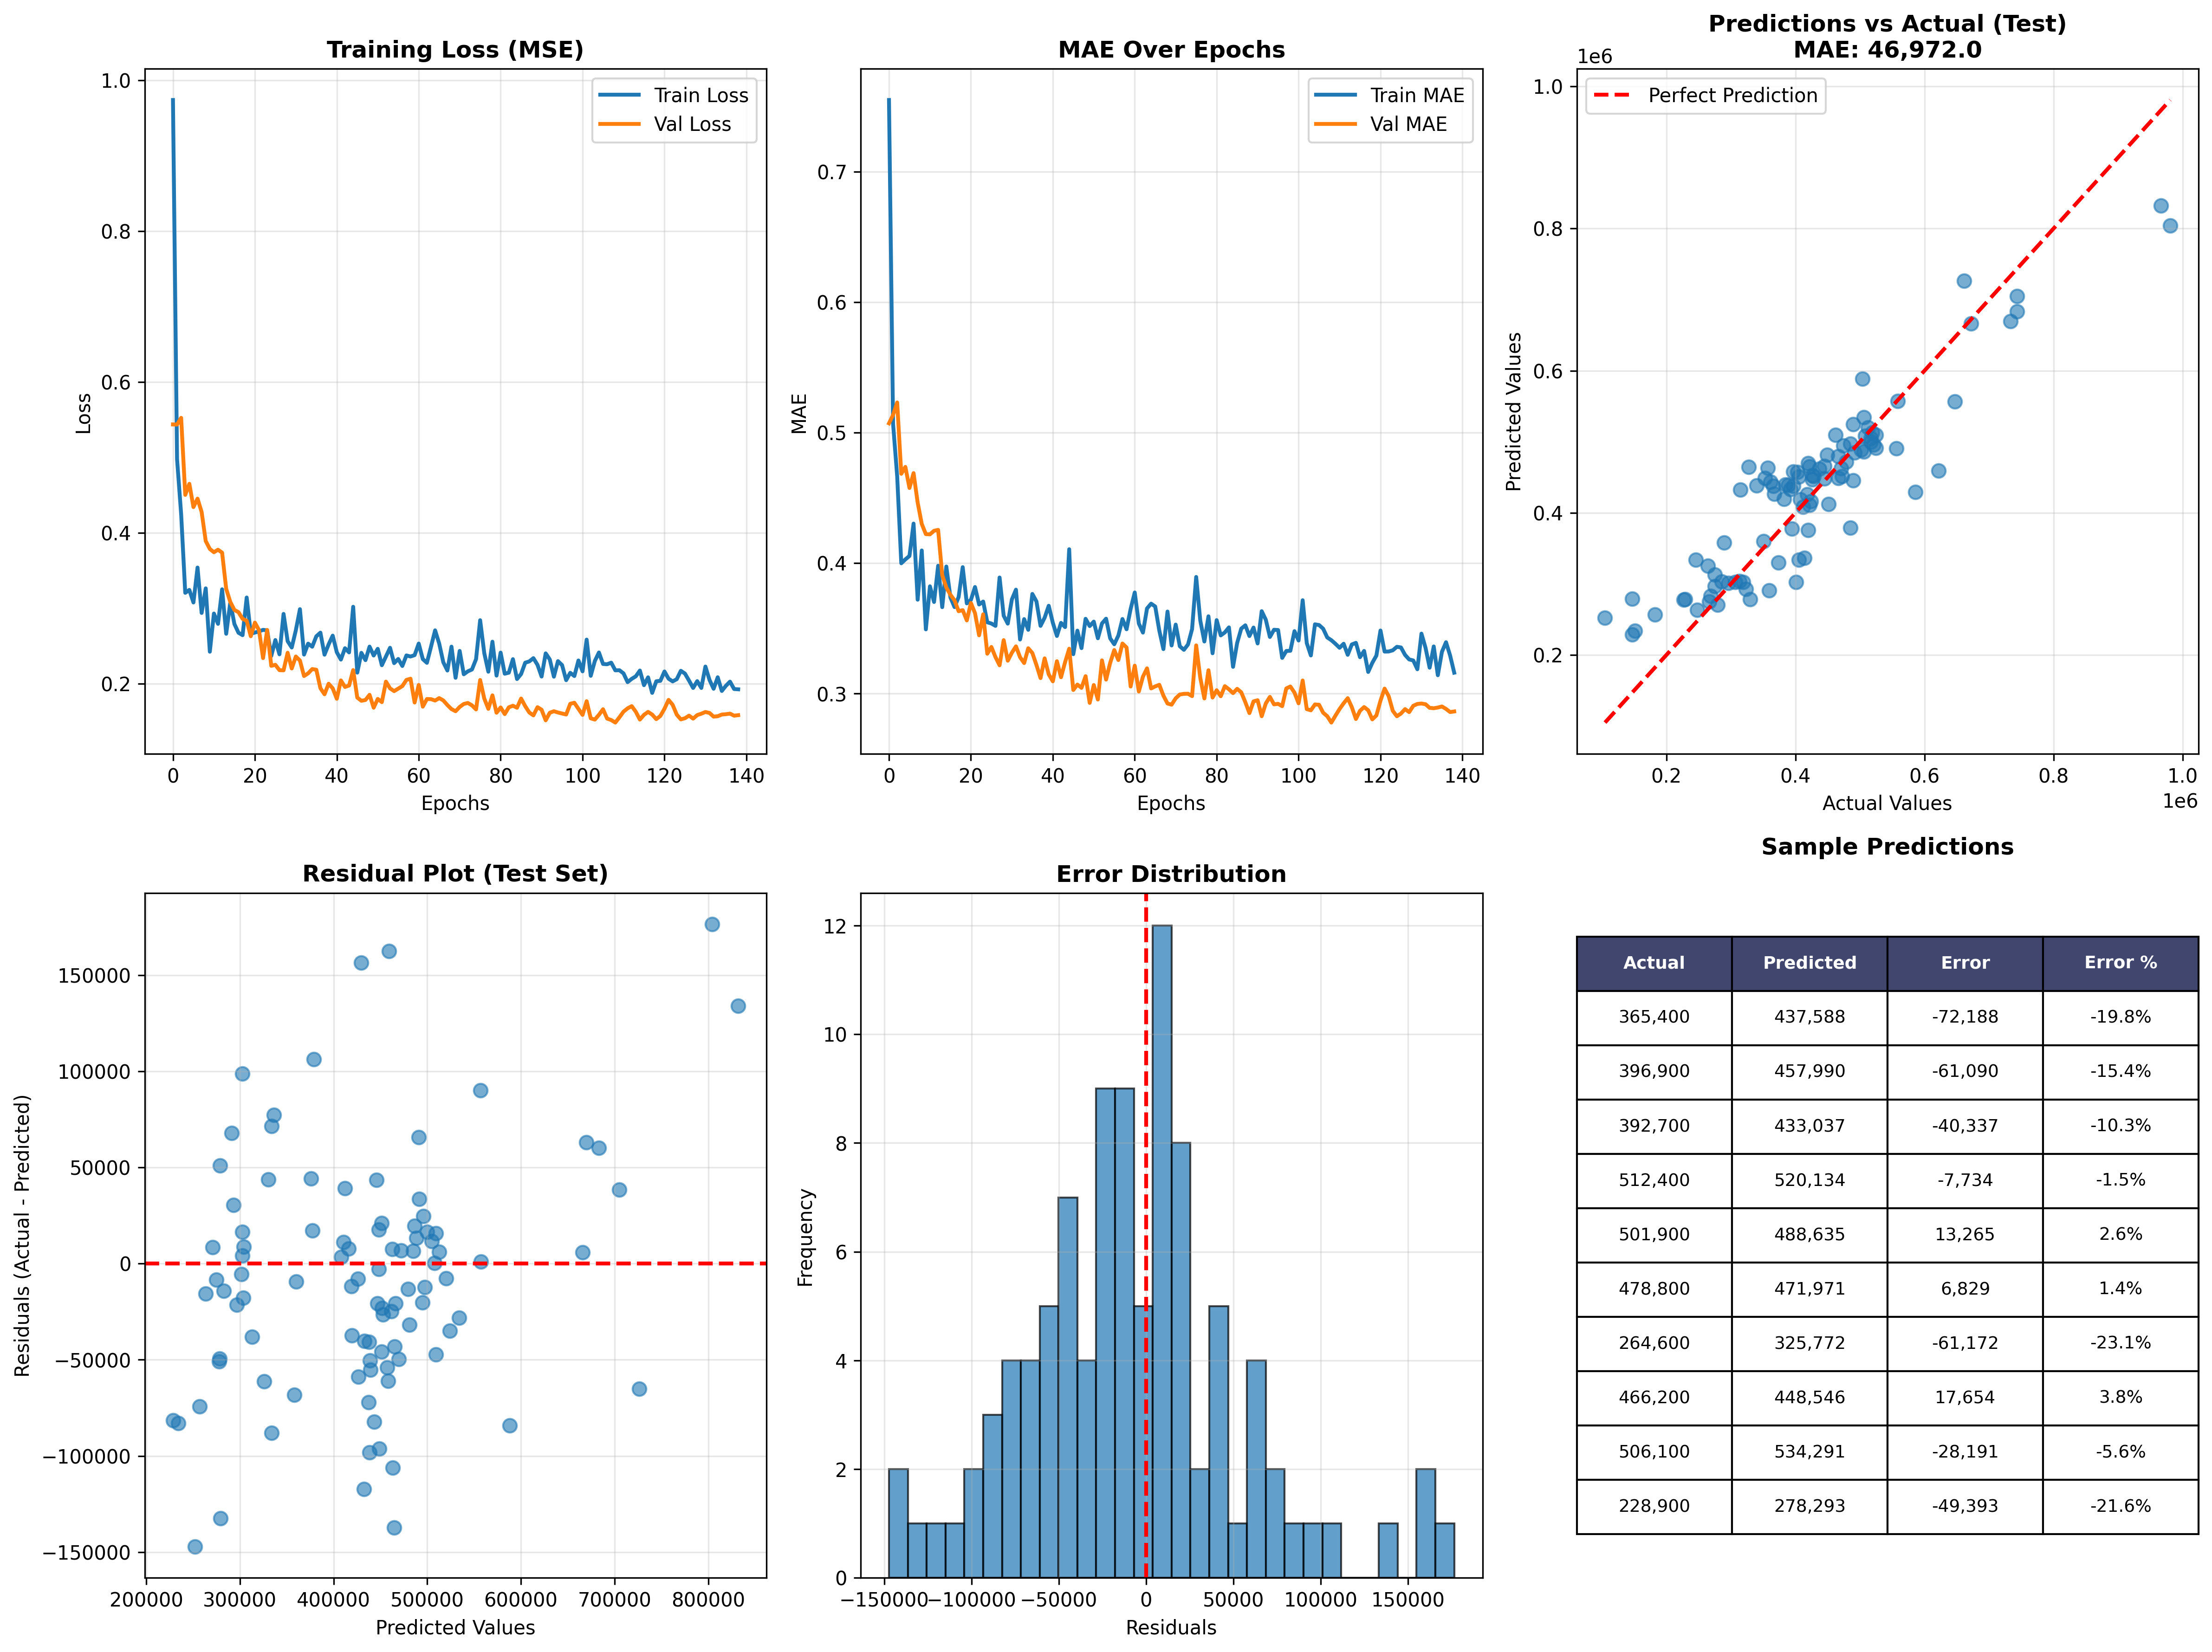 Training Loss (MSE)
1.0
0.8
0.6
0.4
0.2
Loss
Train Loss
Val Loss
0 20 40 60 80 100 120 140
Epochs
MAE Over Epochs
0.7
0.6
0.5
0.4
0.3
MAE
Train MAE
Val MAE
0 20 40 60 80 100 120 140
Epochs
Predictions vs Actual (Test)
MAE: 46,972.0
1e6
1.0
0.8
0.6
0.4
0.2
Predicted Values
Perfect Prediction
0.2 0.4 0.6 0.8 1.0
1e6
Actual Values
Residual Plot (Test Set)
150000
100000
50000
0
−50000
−100000
−150000
Residuals (Actual - Predicted)
200000 300000 400000 500000 600000 700000 800000
Predicted Values
Error Distribution
12
10
8
6
4
2
0
Frequency
−150000 −100000 −50000 0 50000 100000 150000
Residuals
Sample Predictions
Actual Predicted Error Error %
365,400 437,588 -72,188 -19.8%
396,900 457,990 -61,090 -15.4%
392,700 433,037 -40,337 -10.3%
512,400 520,134 -7,734 -1.5%
501,900 488,635 13,265 2.6%
478,800 471,971 6,829 1.4%
264,600 325,772 -61,172 -23.1%
466,200 448,546 17,654 3.8%
506,100 534,291 -28,191 -5.6%
228,900 278,293 -49,393 -21.6%